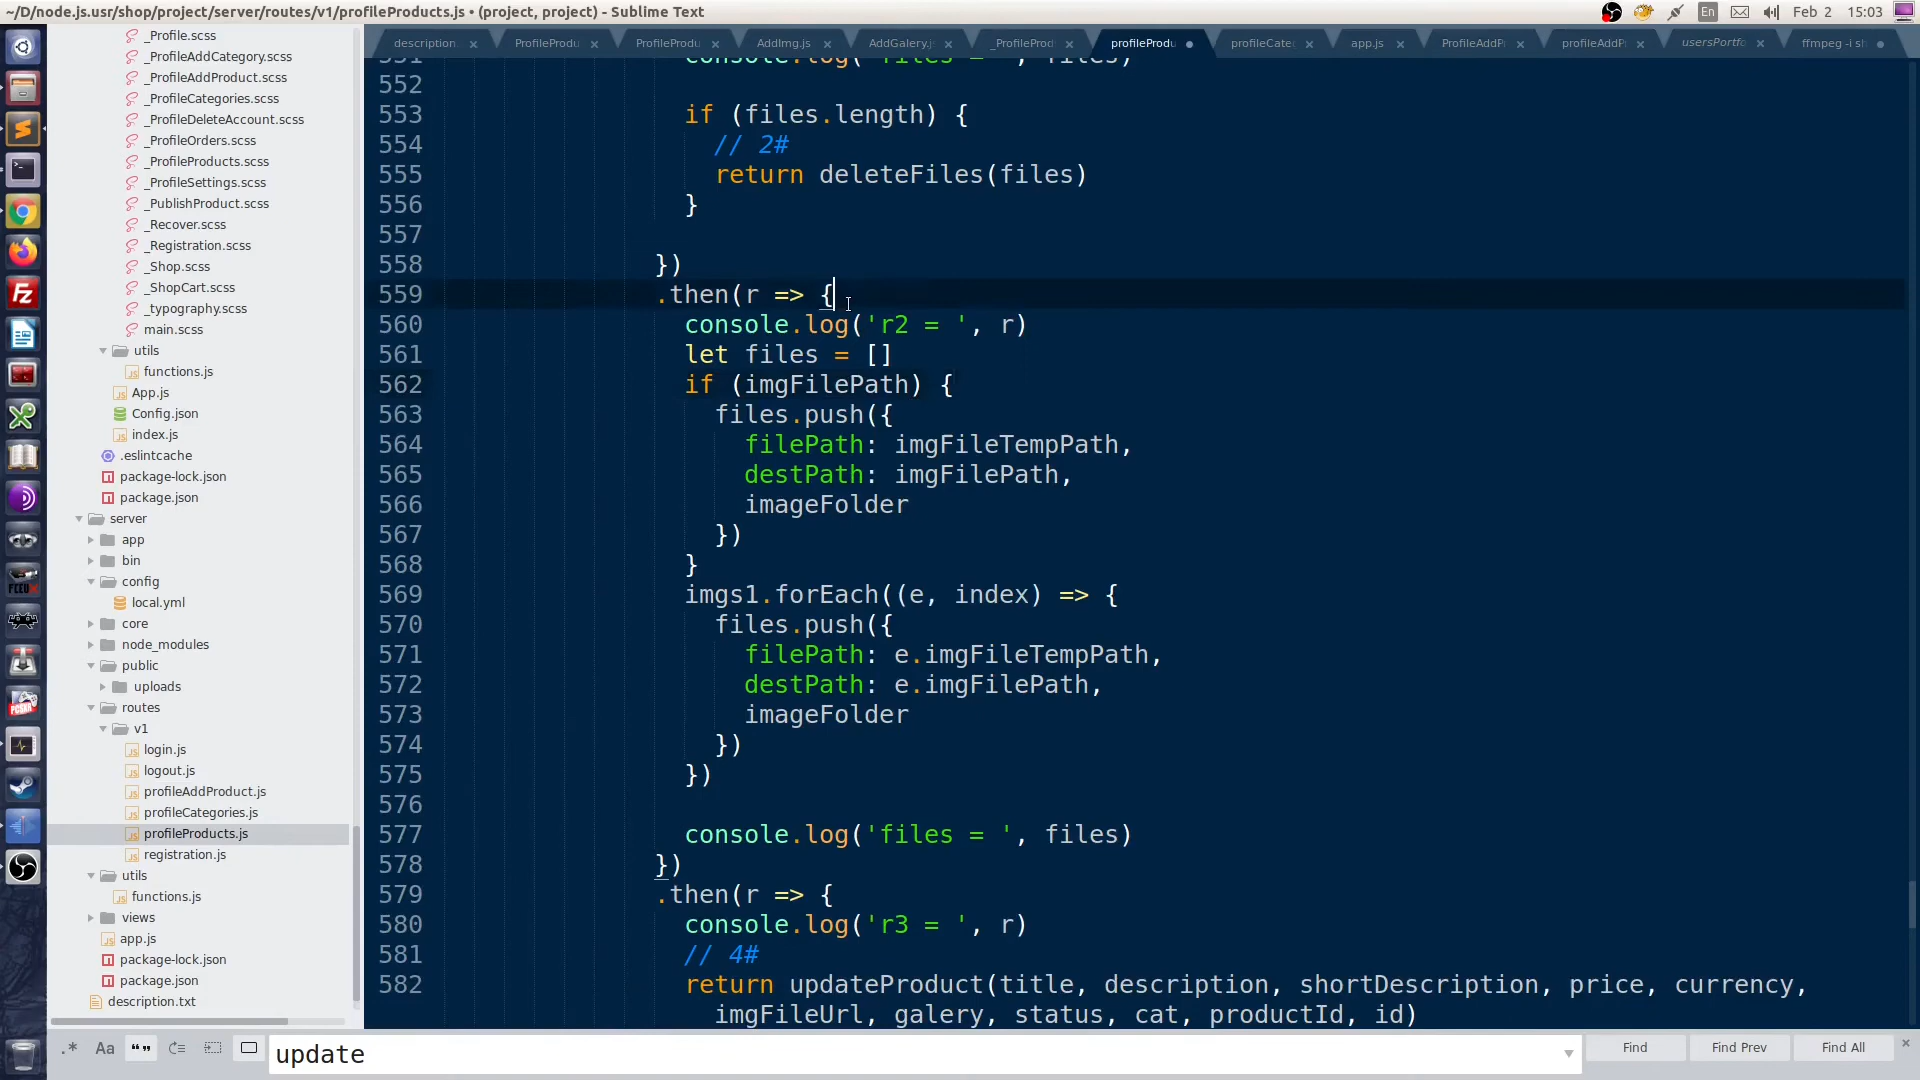 ~/D/node.js.usr/shop/project/server/routes/v1/profileProducts.js • (project, project) - Sublime Text
En
Feb 2
15:03
description
ProfileProdu
ProfileProdu
AddImg.js
AddGalery.j
_ProfileProd
profileProdu
profileCate
app.js
ProfileAddP
profileAddP
usersPortfo
ffmpeg -i s
_Profile.scss
_ProfileAddCategory.scss
_ProfileAddProduct.scss
_ProfileCategories.scss
_ProfileDeleteAccount.scss
_ProfileOrders.scss
_ProfileProducts.scss
_ProfileSettings.scss
_PublishProduct.scss
_Recover.scss
_Registration.scss
_Shop.scss
_ShopCart.scss
_typography.scss
main.scss
utils
functions.js
App.js
Config.json
index.js
.eslintcache
package-lock.json
package.json
server
app
bin
config
local.yml
core
node_modules
public
uploads
routes
v1
login.js
logout.js
profileAddProduct.js
profileCategories.js
profileProducts.js
registration.js
utils
functions.js
views
app.js
package-lock.json
package.json
description.txt
551 console.log('files = ', files)
552
553 if (files.length) {
554 // 2#
555 return deleteFiles(files)
556 }
557
558 })
559 .then(r => {
560 console.log('r2 = ', r)
561 let files = []
562 if (imgFilePath) {
563 files.push({
564 filePath: imgFileTempPath,
565 destPath: imgFilePath,
566 imageFolder
567 })
568 }
569 imgs1.forEach((e, index) => {
570 files.push({
571 filePath: e.imgFileTempPath,
572 destPath: e.imgFilePath,
573 imageFolder
574 })
575 })
576
577 console.log('files = ', files)
578 })
579 .then(r => {
580 console.log('r3 = ', r)
581 // 4#
582 return updateProduct(title, description, shortDescription, price, currency,
imgFileUrl, galery, status, cat, productId, id)
.*
Aa
“”
update
Find
Find Prev
Find All